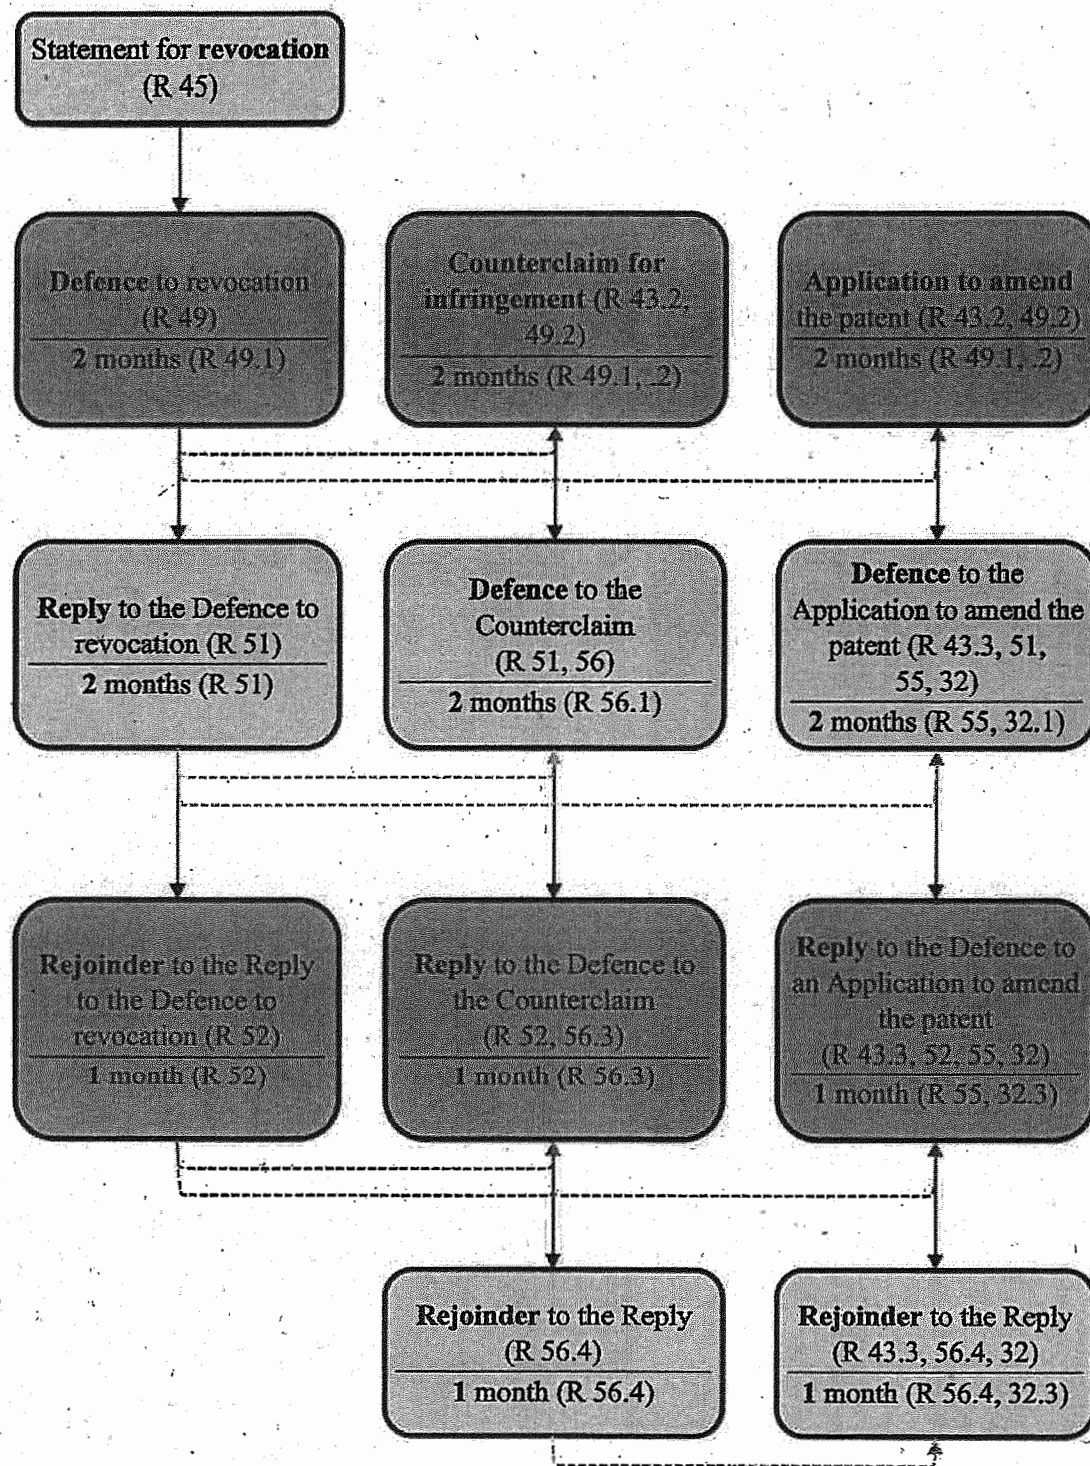 Statement for revocation
(R 45)
Defence to revocation
(R 49)
2 months (R 49.1)
Counterclaim for
infringement (R 43.2,
49.2)
2 months (R 49.1, .2)
Application to amend
the patent (R 43.2, 49.2)
2 months (R 49.1, .2)
Reply to the Defence to
revocation (R 51)
2 months (R 51)
Defence to the
Counterclaim
(R 51, 56)
2 months (R 56.1)
Defence to the
Application to amend the
patent (R 43.3, 51,
55, 32)
2 months (R 55, 32.1)
Rejoinder to the Reply
to the Defence to
revocation (R 52)
1 month (R 52)
Reply to the Defence to
the Counterclaim
(R 52, 56.3)
1 month (R 56.3)
Reply to the Defence to
an Application to amend
the patent
(R 43.3, 52, 55, 32)
1 month (R 55, 32.3)
Rejoinder to the Reply
(R 56.4)
1 month (R 56.4)
Rejoinder to the Reply
(R 43.3, 56.4, 32)
1 month (R 56.4, 32.3)